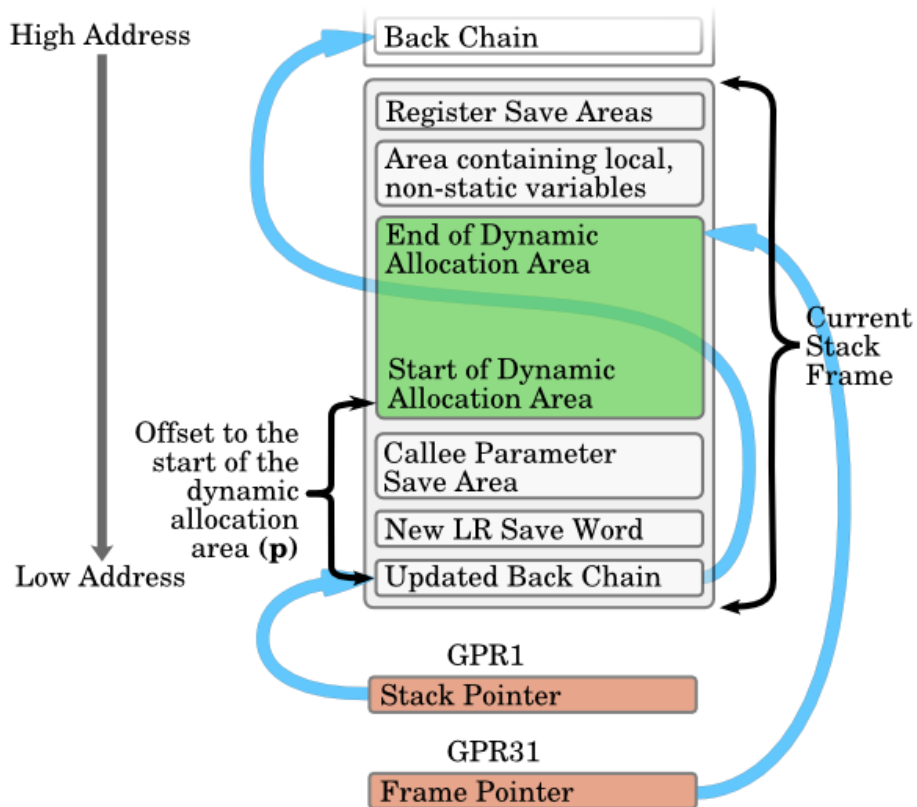 High Address
Back Chain
Register Save Areas
Area containing local,
non-static variables
End of Dynamic
Allocation Area
Current
Stack
Frame
Start of Dynamic
Allocation Area
Offset to the
start of the
dynamic
allocation
area (p)
Callee Parameter
Save Area
New LR Save Word
Low Address
Updated Back Chain
GPR1
Stack Pointer
GPR31
Frame Pointer